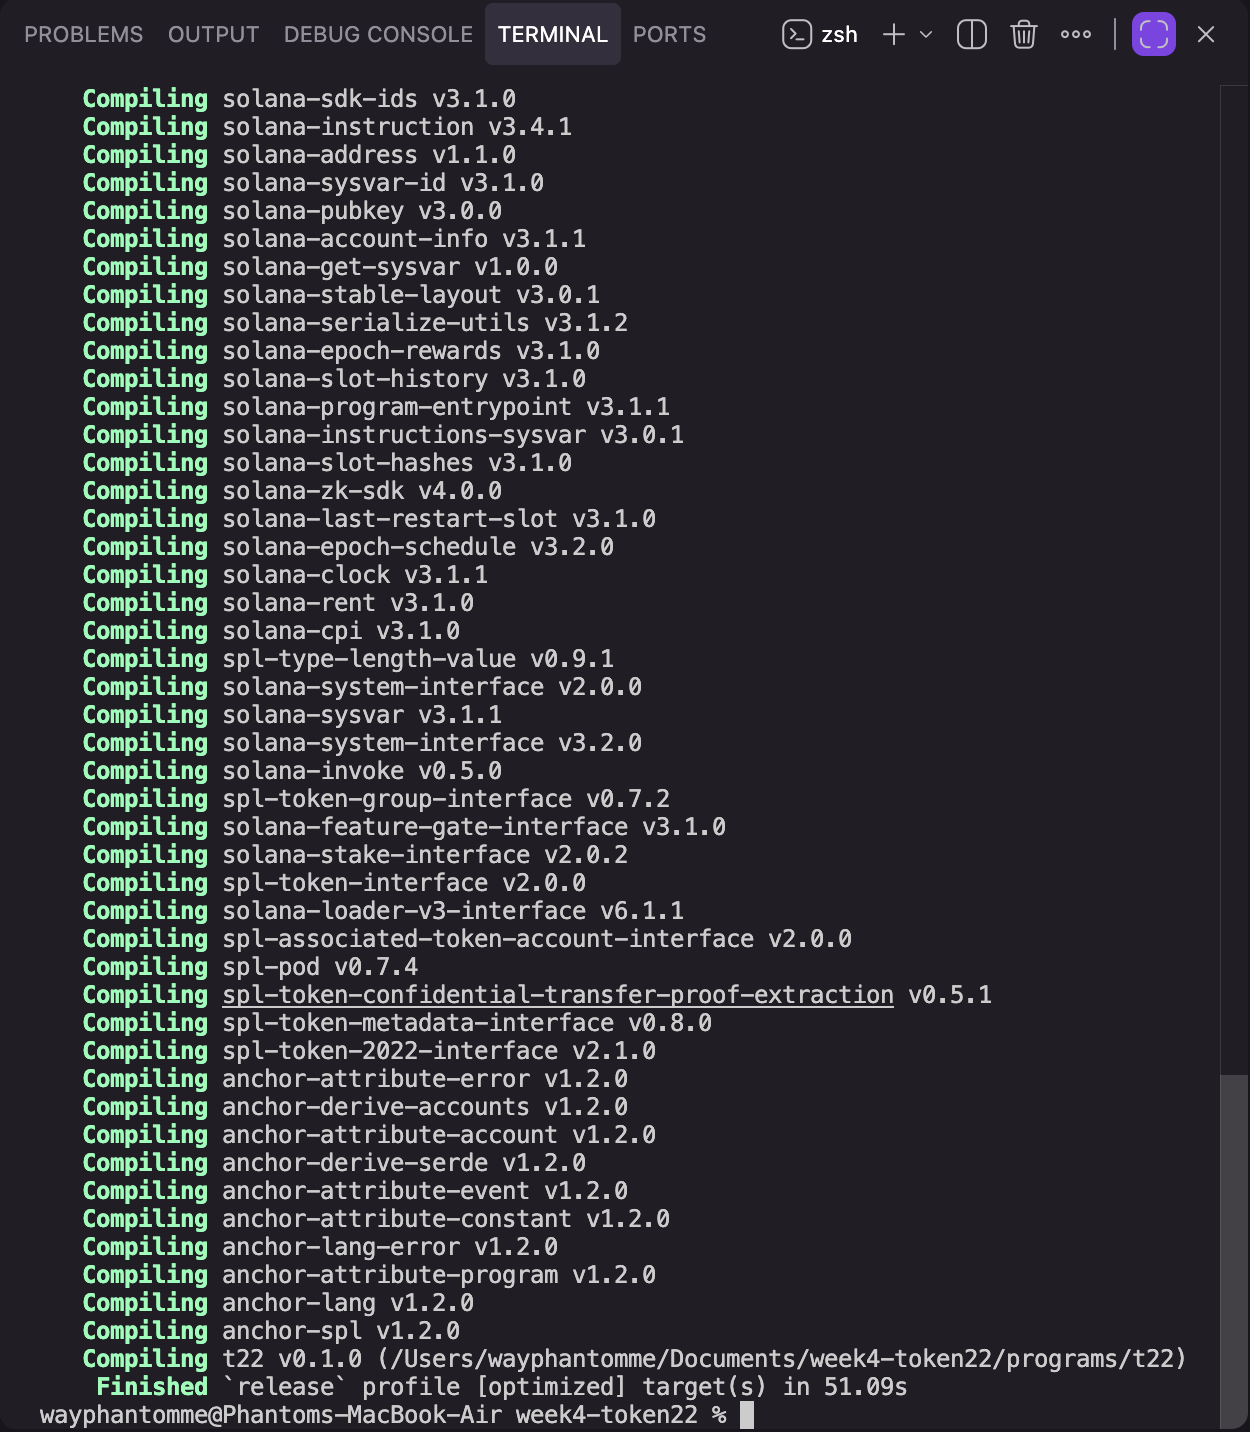 PROBLEMS OUTPUT DEBUG CONSOLE TERMINAL PORTS zsh
Compiling solana-sdk-ids v3.1.0
Compiling solana-instruction v3.4.1
Compiling solana-address v1.1.0
Compiling solana-sysvar-id v3.1.0
Compiling solana-pubkey v3.0.0
Compiling solana-account-info v3.1.1
Compiling solana-get-sysvar v1.0.0
Compiling solana-stable-layout v3.0.1
Compiling solana-serialize-utils v3.1.2
Compiling solana-epoch-rewards v3.1.0
Compiling solana-slot-history v3.1.0
Compiling solana-program-entrypoint v3.1.1
Compiling solana-instructions-sysvar v3.0.1
Compiling solana-slot-hashes v3.1.0
Compiling solana-zk-sdk v4.0.0
Compiling solana-last-restart-slot v3.1.0
Compiling solana-epoch-schedule v3.2.0
Compiling solana-clock v3.1.1
Compiling solana-rent v3.1.0
Compiling solana-cpi v3.1.0
Compiling spl-type-length-value v0.9.1
Compiling solana-system-interface v2.0.0
Compiling solana-sysvar v3.1.1
Compiling solana-system-interface v3.2.0
Compiling solana-invoke v0.5.0
Compiling spl-token-group-interface v0.7.2
Compiling solana-feature-gate-interface v3.1.0
Compiling solana-stake-interface v2.0.2
Compiling spl-token-interface v2.0.0
Compiling solana-loader-v3-interface v6.1.1
Compiling spl-associated-token-account-interface v2.0.0
Compiling spl-pod v0.7.4
Compiling spl-token-confidential-transfer-proof-extraction v0.5.1
Compiling spl-token-metadata-interface v0.8.0
Compiling spl-token-2022-interface v2.1.0
Compiling anchor-attribute-error v1.2.0
Compiling anchor-derive-accounts v1.2.0
Compiling anchor-attribute-account v1.2.0
Compiling anchor-derive-serde v1.2.0
Compiling anchor-attribute-event v1.2.0
Compiling anchor-attribute-constant v1.2.0
Compiling anchor-lang-error v1.2.0
Compiling anchor-attribute-program v1.2.0
Compiling anchor-lang v1.2.0
Compiling anchor-spl v1.2.0
Compiling t22 v0.1.0 (/Users/wayphantomme/Documents/week4-token22/programs/t22)
Finished `release` profile [optimized] target(s) in 51.09s
wayphantomme@Phantoms-MacBook-Air week4-token22 %